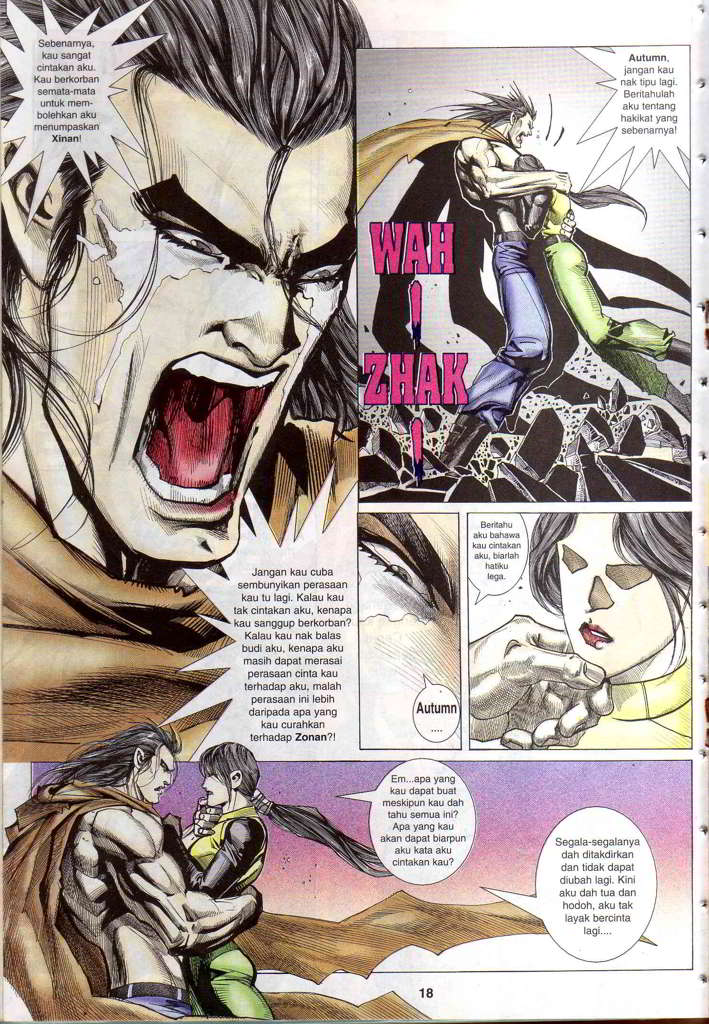 Sebenarnya,
kau sangat
cintakan aku.
Kau berkorban
semata-mata
untuk mem-
bolehkan aku
menumpaskan
Xinan!
Autumn,
jangan kau
nak tipu lagi.
Beritahulah
aku tentang
hakikat yang
sebenarnya!
WAH
!
ZHAK
!
Jangan kau cuba
sembunyikan perasaan
kau tu lagi. Kalau kau
tak cintakan aku, kenapa
kau sanggup berkorban?
Kalau kau nak balas
budi aku, kenapa aku
masih dapat merasai
perasaan cinta kau
terhadap aku, malah
perasaan ini lebih
daripada apa yang
kau curahkan
terhadap Zonan?!
Autumn
....
Beritahu
aku bahawa
kau cintakan
aku, biarlah
hatiku
lega.
Em...apa yang
kau dapat buat
meskipun kau dah
tahu semua ini?
Apa yang kau
akan dapat biarpun
aku kata aku
cintakan kau?
Segala-segalanya
dah ditakdirkan
dan tidak dapat
diubah lagi. Kini
aku dah tua dan
hodoh, aku tak
layak bercinta
lagi....
18